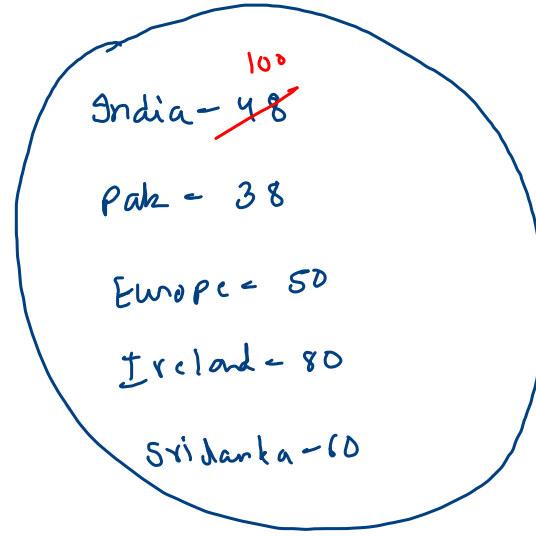 100
India - 48
Pak - 38
Europe - 50
Ireland - 80
Srilanka - 60